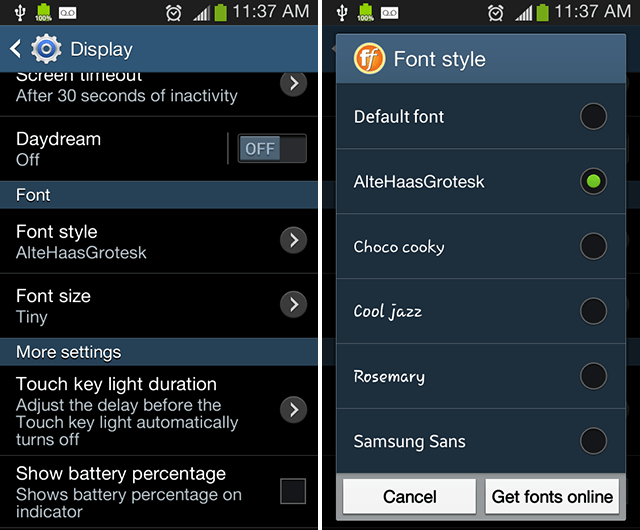 100%
11:37 AM
Display
Screen timeout
After 30 seconds of inactivity
Daydream
Off
OFF
Font
Font style
AlteHaasGrotesk
Font size
Tiny
More settings
Touch key light duration
Adjust the delay before the
Touch key light automatically
turns off
Show battery percentage
Shows battery percentage on
indicator
100%
11:37 AM
ff
Font style
Default font
AlteHaasGrotesk
Choco cooky
Cool jazz
Rosemary
Samsung Sans
Cancel
Get fonts online